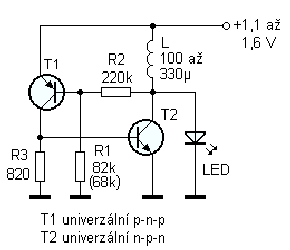 +1,1 až
1,6 V
L
100 až
330μ
R2
220k
T1
T2
R3
820
R1
82k
(68k)
LED
T1 univerzální p-n-p
T2 univerzální n-p-n